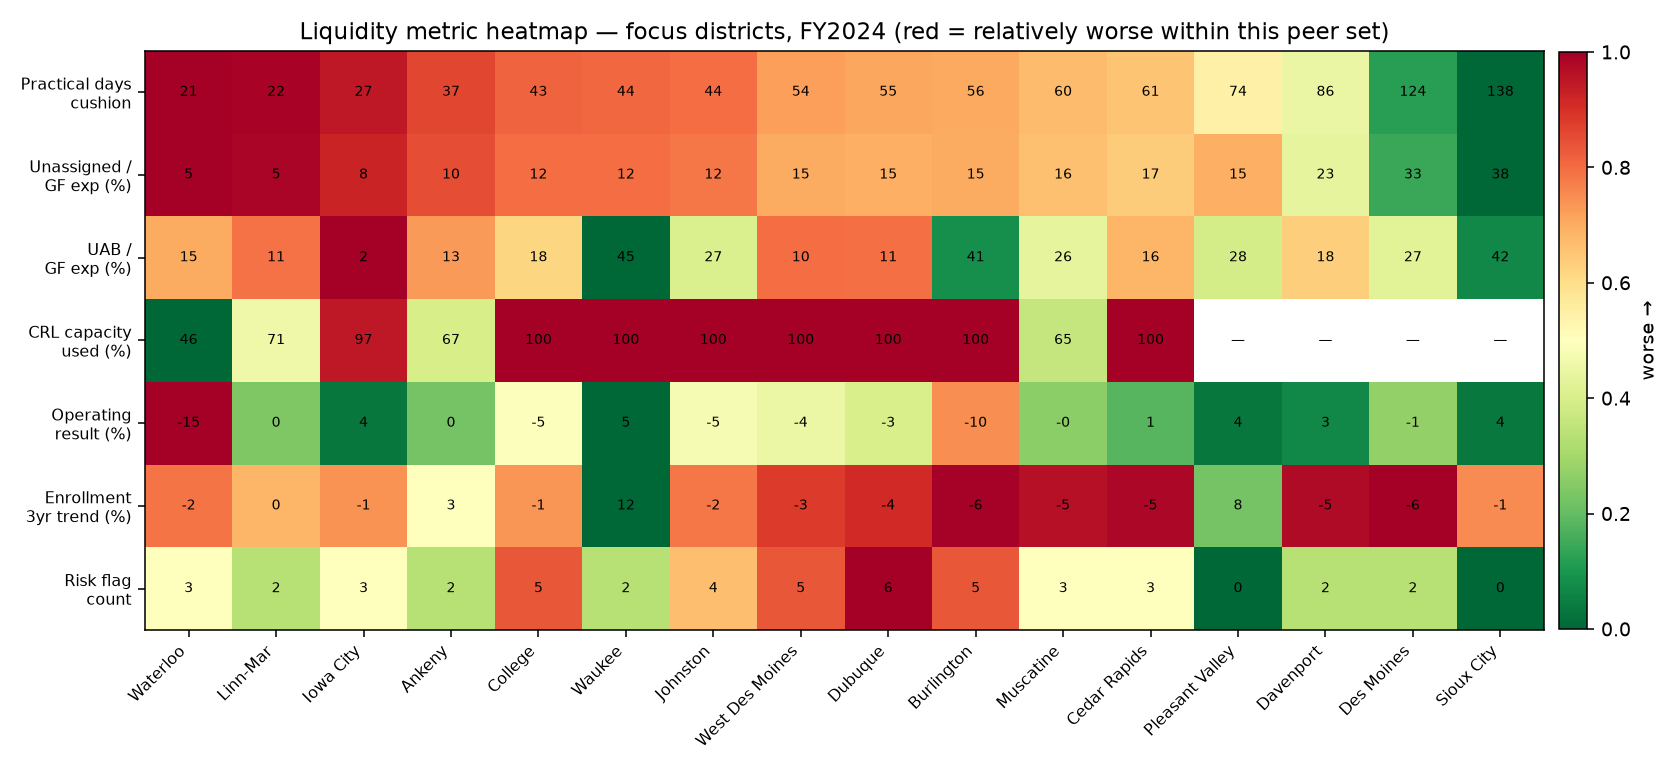 Liquidity metric heatmap — focus districts, FY2024 (red = relatively worse within this peer set)
Practical days
cushion
21 22 27 37 43 44 44 54 55 56 60 61 74 86 124 138
Unassigned /
GF exp (%)
5 5 8 10 12 12 12 15 15 15 16 17 15 23 33 38
UAB /
GF exp (%)
15 11 2 13 18 45 27 10 11 41 26 16 28 18 27 42
CRL capacity
used (%)
46 71 97 67 100 100 100 100 100 100 65 100 — — — —
Operating
result (%)
-15 0 4 0 -5 5 -5 -4 -3 -10 -0 1 4 3 -1 4
Enrollment
3yr trend (%)
-2 0 -1 3 -1 12 -2 -3 -4 -6 -5 -5 8 -5 -6 -1
Risk flag
count
3 2 3 2 5 2 4 5 6 5 3 3 0 2 2 0
Waterloo
Linn-Mar
Iowa City
Ankeny
College
Waukee
Johnston
West Des Moines
Dubuque
Burlington
Muscatine
Cedar Rapids
Pleasant Valley
Davenport
Des Moines
Sioux City
1.0
0.8
0.6
0.4
0.2
0.0
worse →